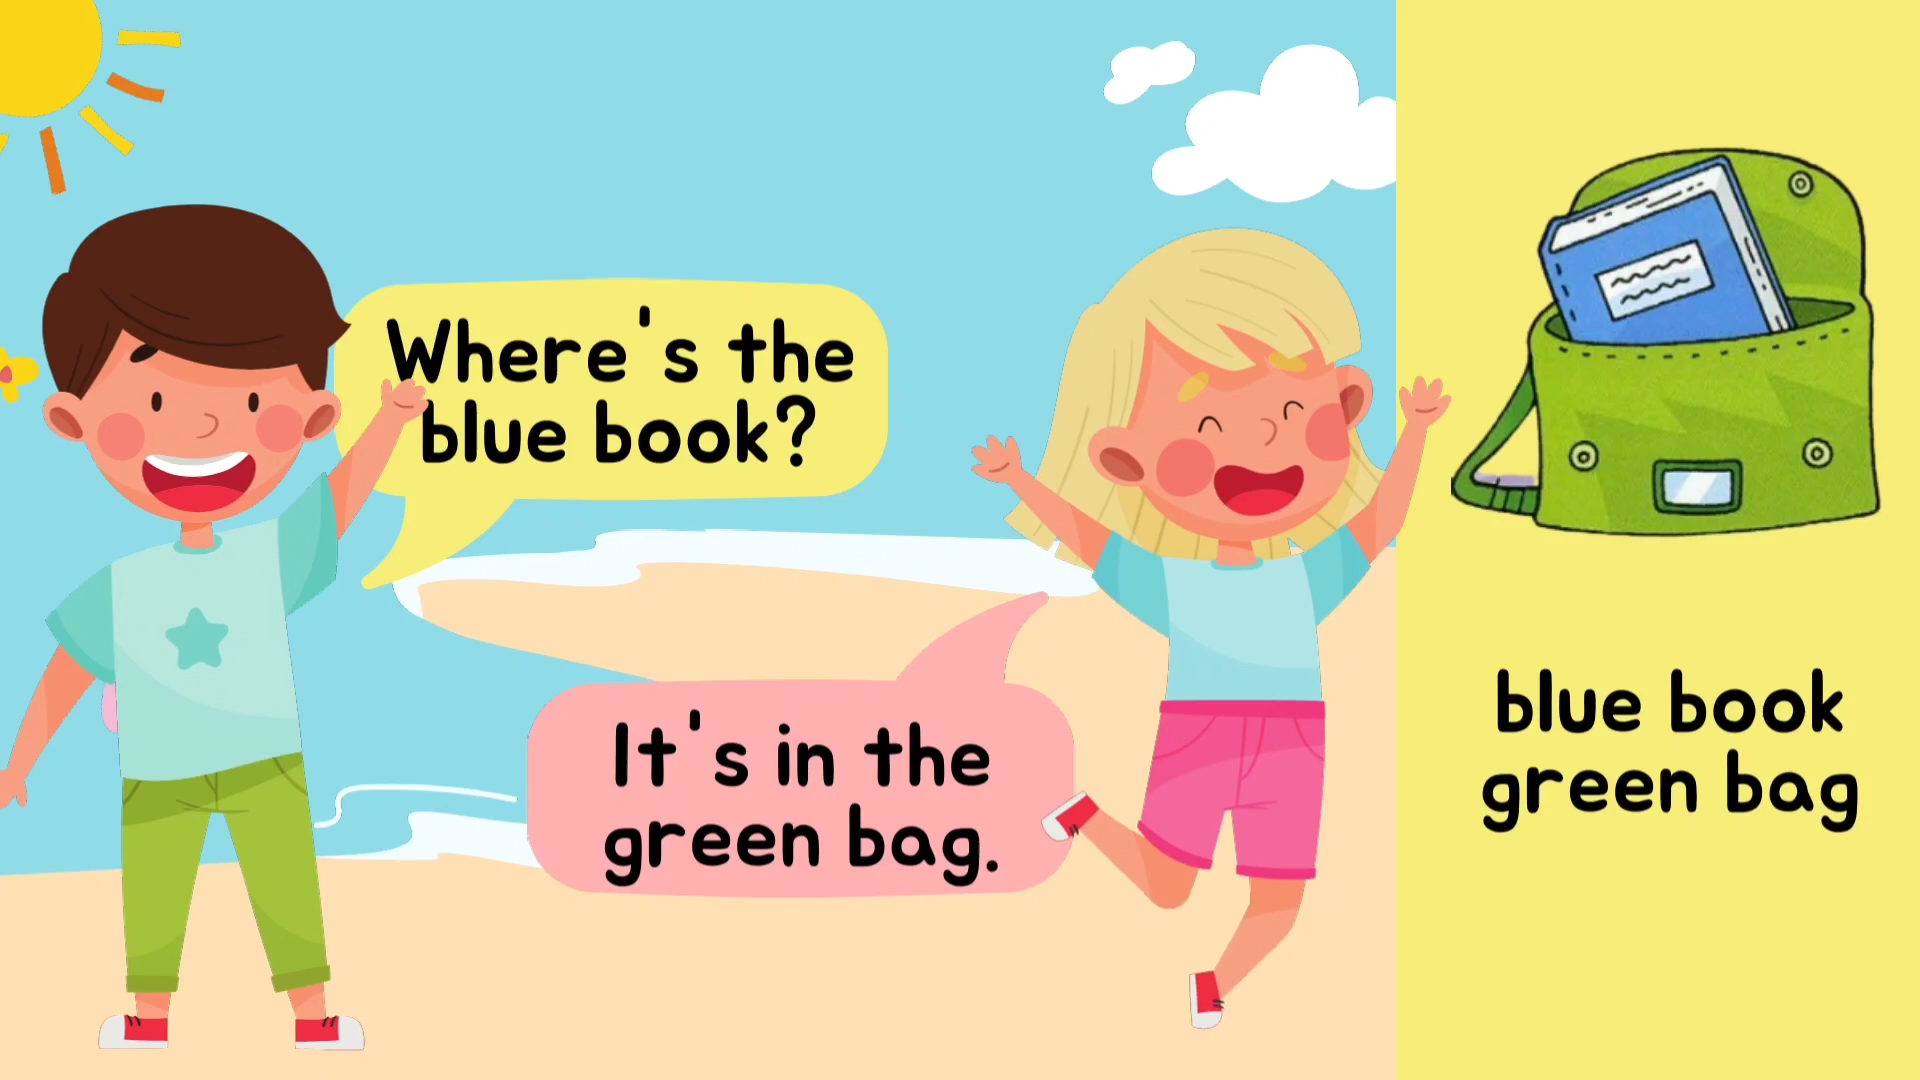 Where's the
blue book?
It's in the
green bag.
blue book
green bag